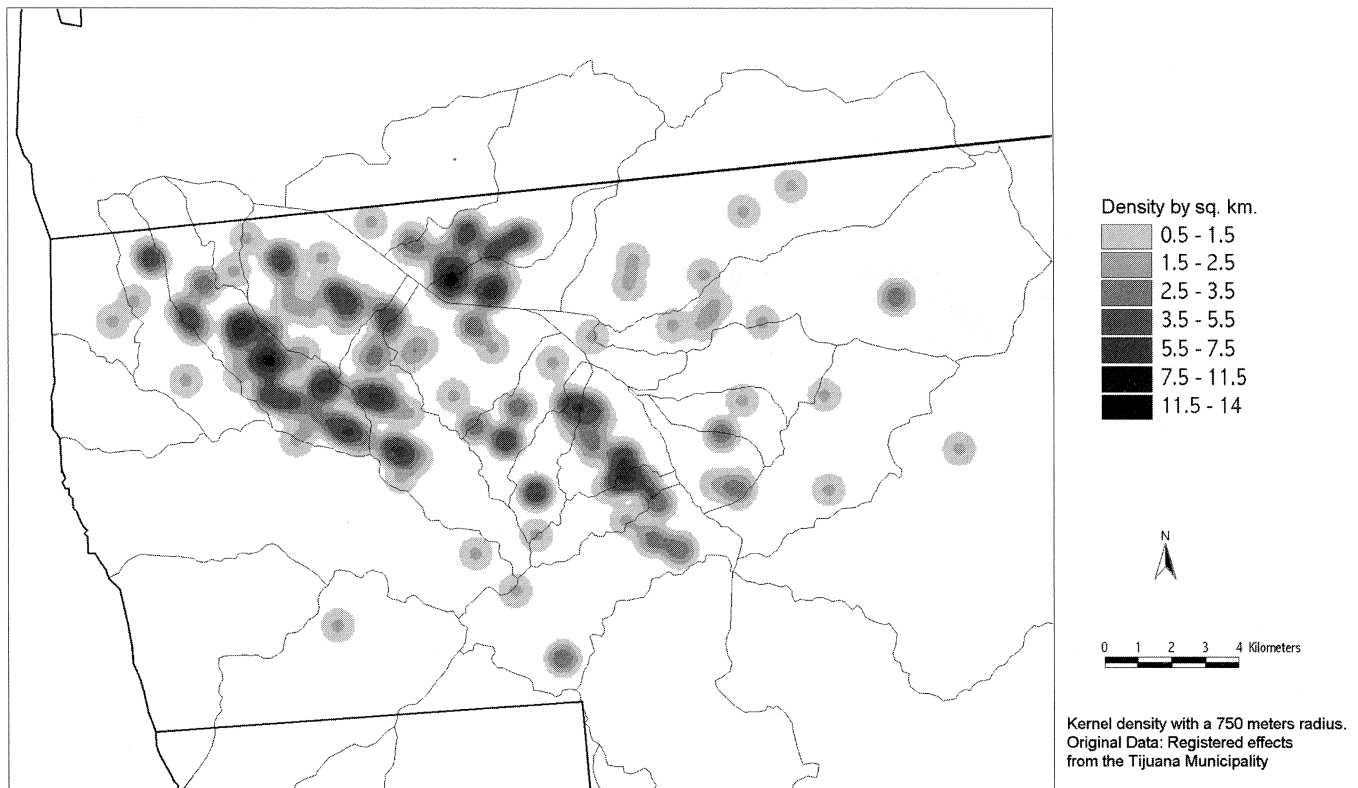 Density by sq. km.
0.5 - 1.5
1.5 - 2.5
2.5 - 3.5
3.5 - 5.5
5.5 - 7.5
7.5 - 11.5
11.5 - 14
N
0 1 2 3 4 Kilometers
Kernel density with a 750 meters radius.
Original Data: Registered effects
from the Tijuana Municipality